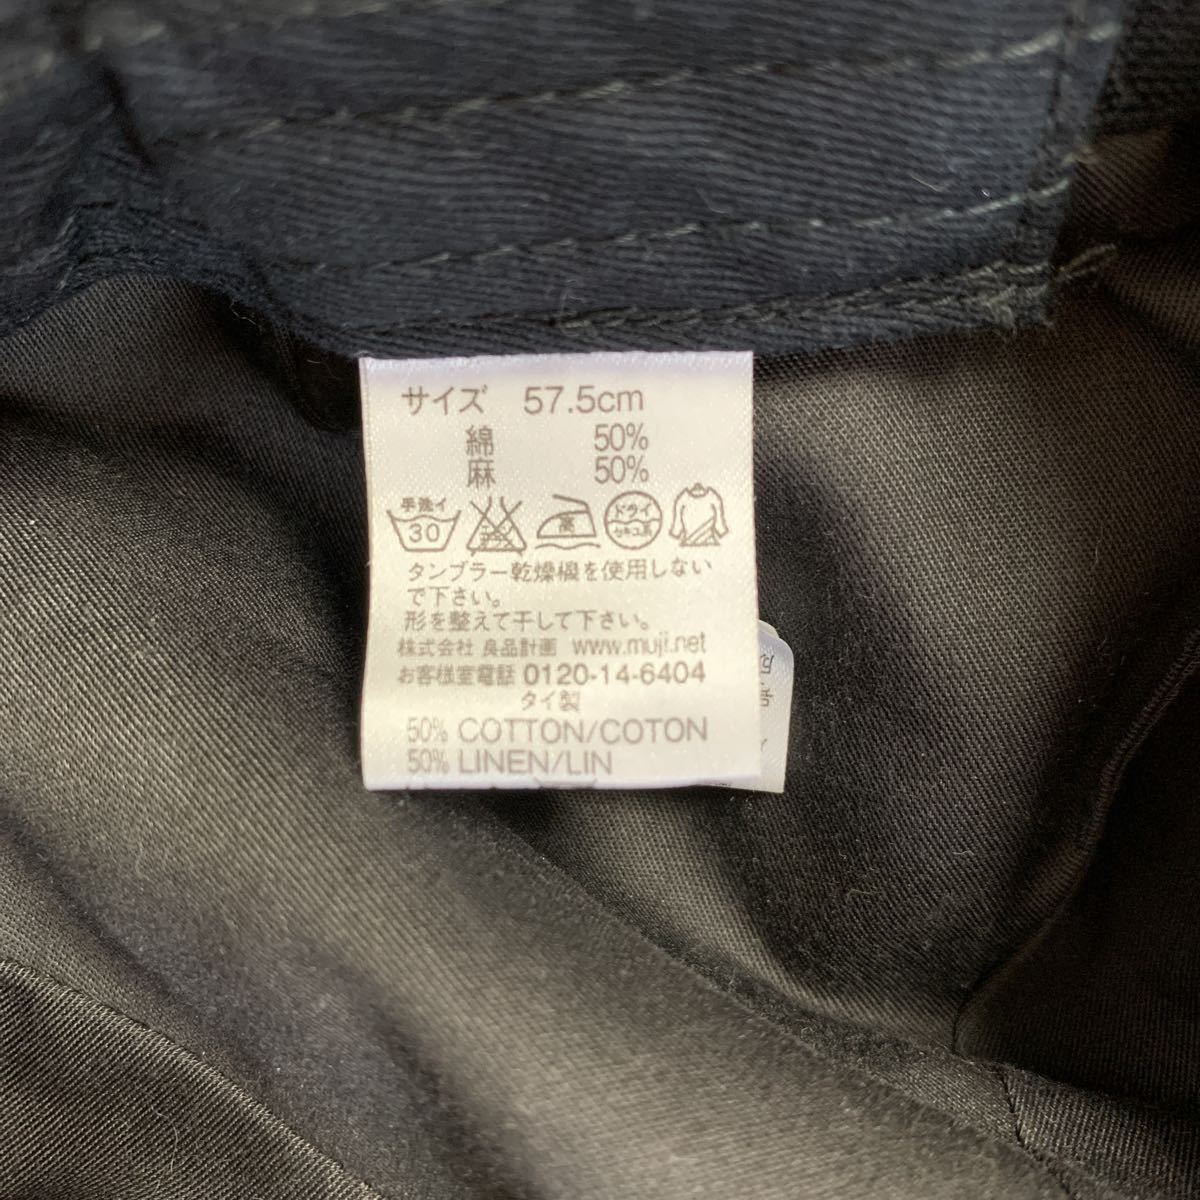 サイズ 57.5cm
綿 50%
麻 50%
手洗イ
30
ドライ
タンブラー乾燥機を使用しない
で下さい。
形を整えて干して下さい。
株式会社 良品計画 www.muji.net
お客様室電話 0120-14-6404
タイ製
50% COTTON/COTON
50% LINEN/LIN